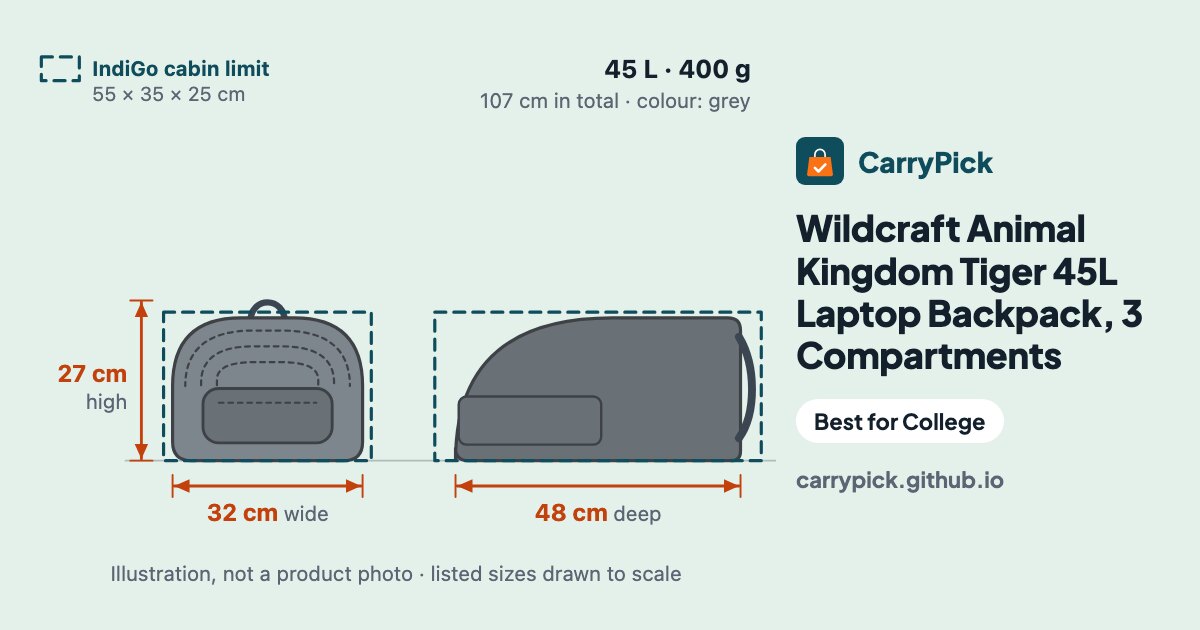 IndiGo cabin limit
55 × 35 × 25 cm
45 L · 400 g
107 cm in total · colour: grey
CarryPick
Wildcraft Animal
Kingdom Tiger 45L
Laptop Backpack, 3
Compartments
Best for College
carrypick.github.io
27 cm
high
32 cm wide
48 cm deep
Illustration, not a product photo · listed sizes drawn to scale